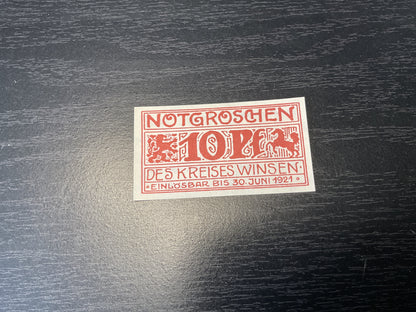 NOTGROSCHEN
10 Pf
DES KREISES WINSEN
EINLÖSBAR BIS 30. JUNI 1921